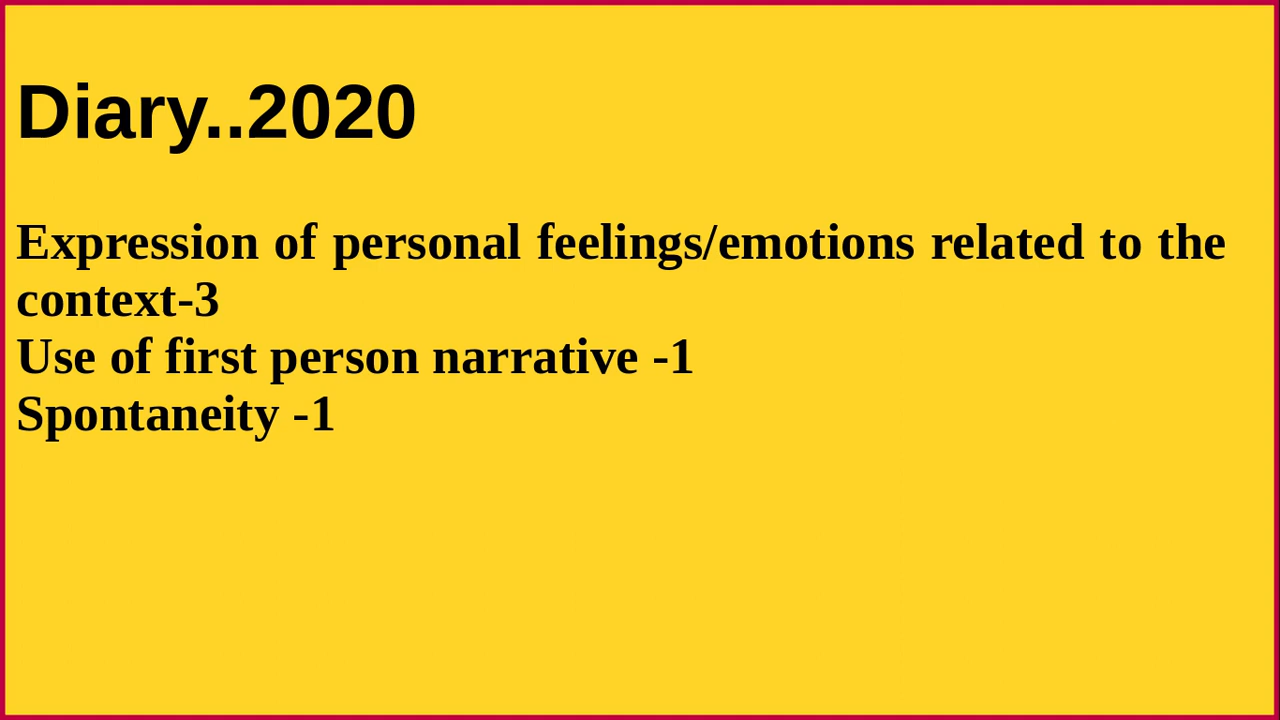 Diary..2020
Expression of personal feelings/emotions related to the
context-3
Use of first person narrative -1
Spontaneity -1